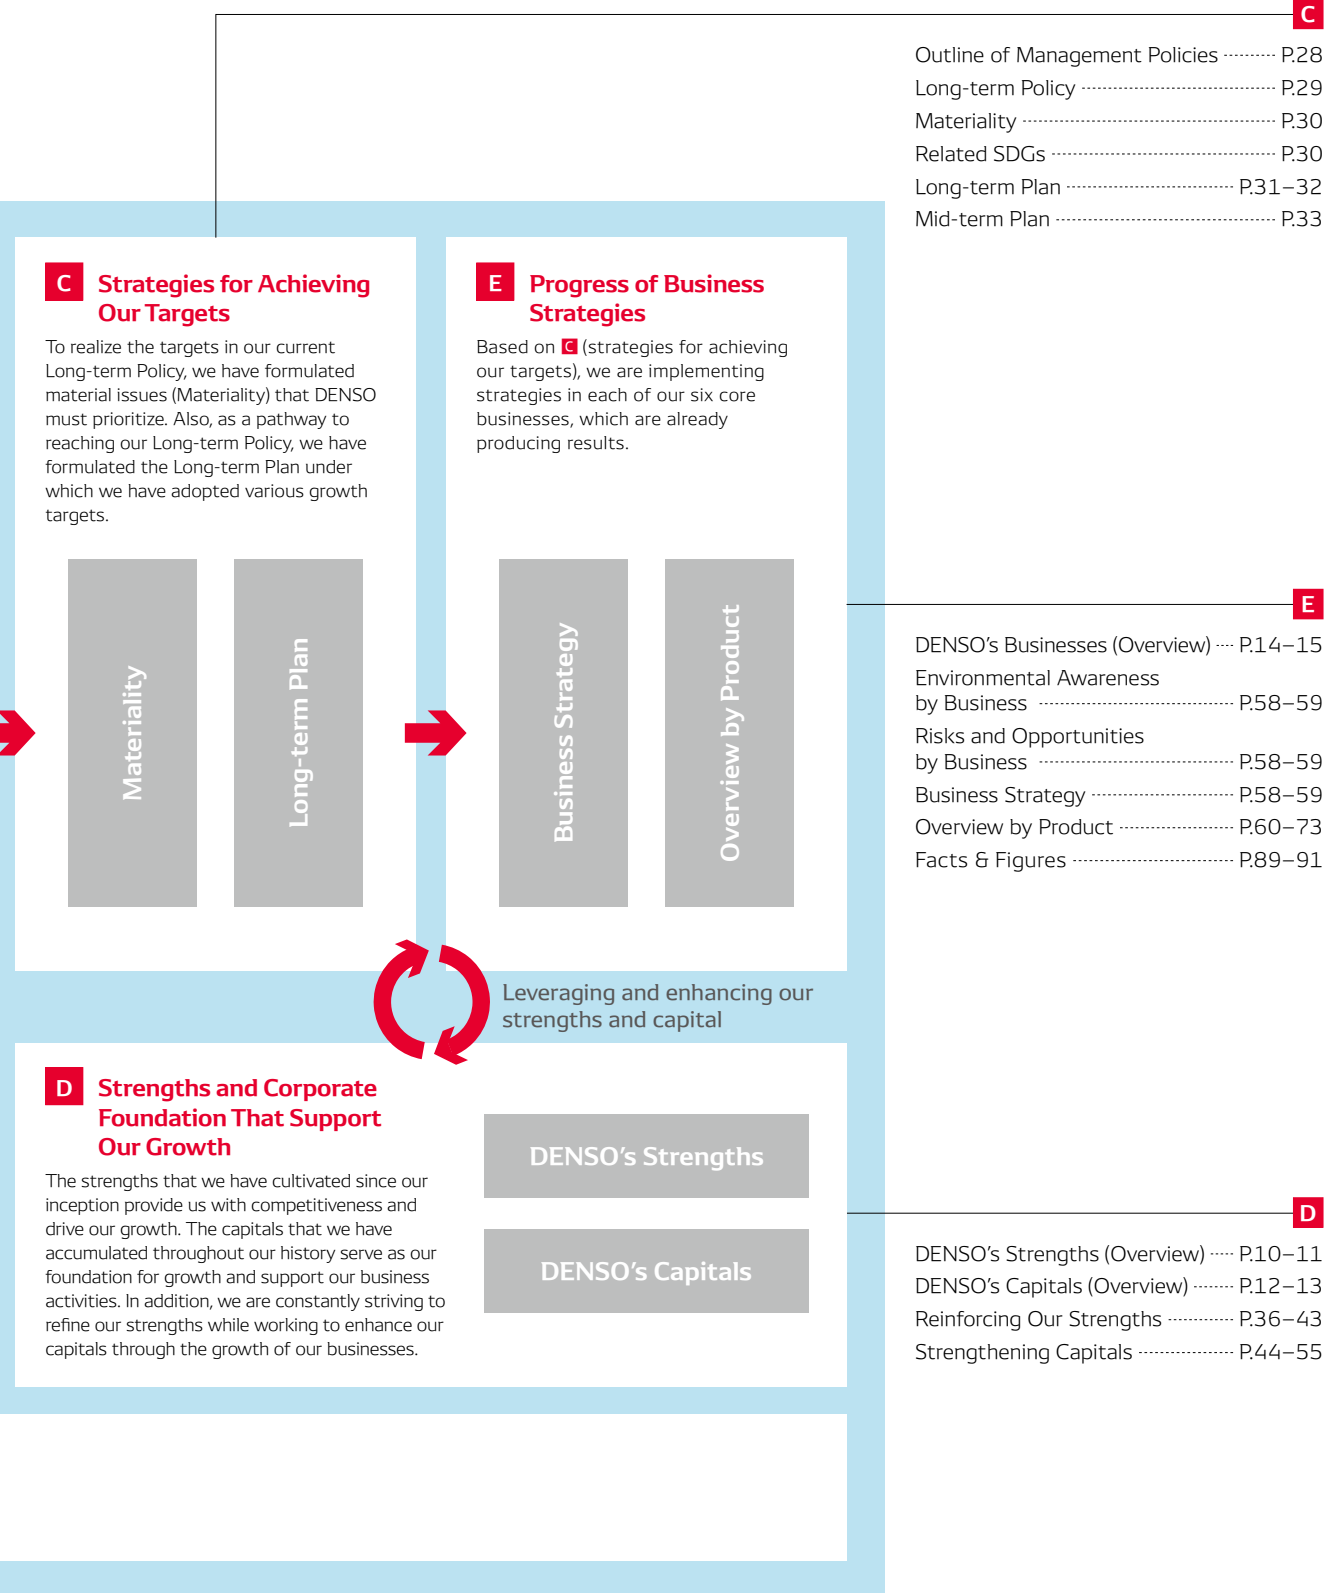 C
Outline of Management Policies P.28
Long-term Policy P.29
Materiality P.30
Related SDGs P.30
Long-term Plan P.31–32
Mid-term Plan P.33
C Strategies for Achieving
Our Targets
To realize the targets in our current
Long-term Policy, we have formulated
material issues (Materiality) that DENSO
must prioritize. Also, as a pathway to
reaching our Long-term Policy, we have
formulated the Long-term Plan under
which we have adopted various growth
targets.
Materiality
Long-term Plan
E Progress of Business
Strategies
Based on C (strategies for achieving
our targets), we are implementing
strategies in each of our six core
businesses, which are already
producing results.
Business Strategy
Overview by Product
E
DENSO’s Businesses (Overview) P.14–15
Environmental Awareness
by Business P.58–59
Risks and Opportunities
by Business P.58–59
Business Strategy P.58–59
Overview by Product P.60–73
Facts & Figures P.89–91
Leveraging and enhancing our
strengths and capital
D Strengths and Corporate
Foundation That Support
Our Growth
The strengths that we have cultivated since our
inception provide us with competitiveness and
drive our growth. The capitals that we have
accumulated throughout our history serve as our
foundation for growth and support our business
activities. In addition, we are constantly striving to
refine our strengths while working to enhance our
capitals through the growth of our businesses.
DENSO’s Strengths
DENSO’s Capitals
D
DENSO’s Strengths (Overview) P.10–11
DENSO’s Capitals (Overview) P.12–13
Reinforcing Our Strengths P.36–43
Strengthening Capitals P.44–55